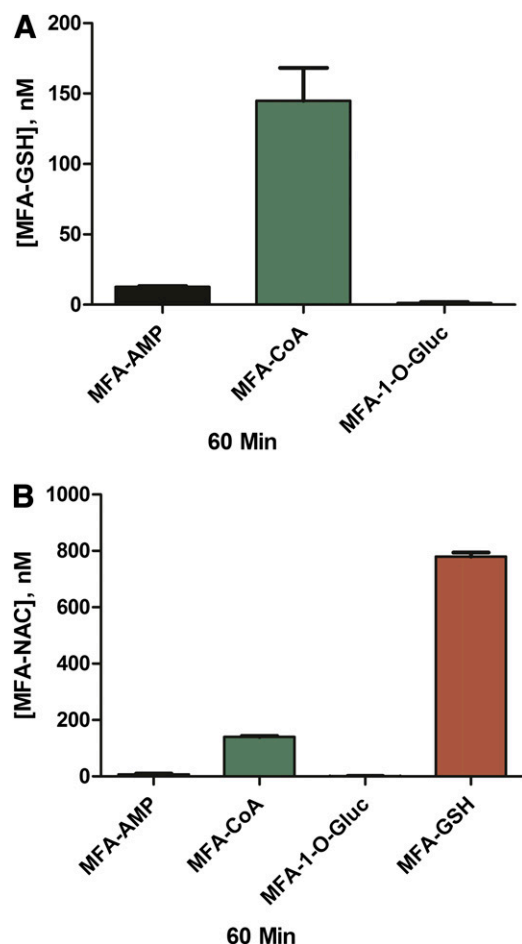 A
[MFA-GSH], nM
200
150
100
50
0
MFA-AMP
MFA-CoA
MFA-1-O-Gluc
60 Min
B
[MFA-NAC], nM
1000
800
600
400
200
0
MFA-AMP
MFA-CoA
MFA-1-O-Gluc
MFA-GSH
60 Min